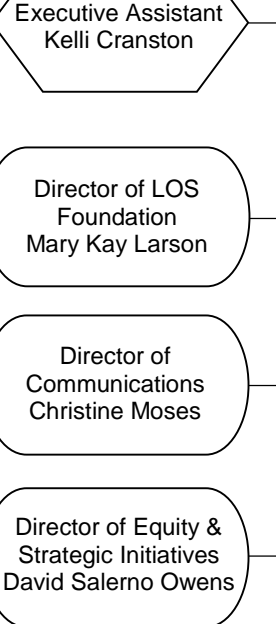 Executive Assistant
Kelli Cranston
Director of LOS
Foundation
Mary Kay Larson
Director of
Communications
Christine Moses
Director of Equity &
Strategic Initiatives
David Salerno Owens